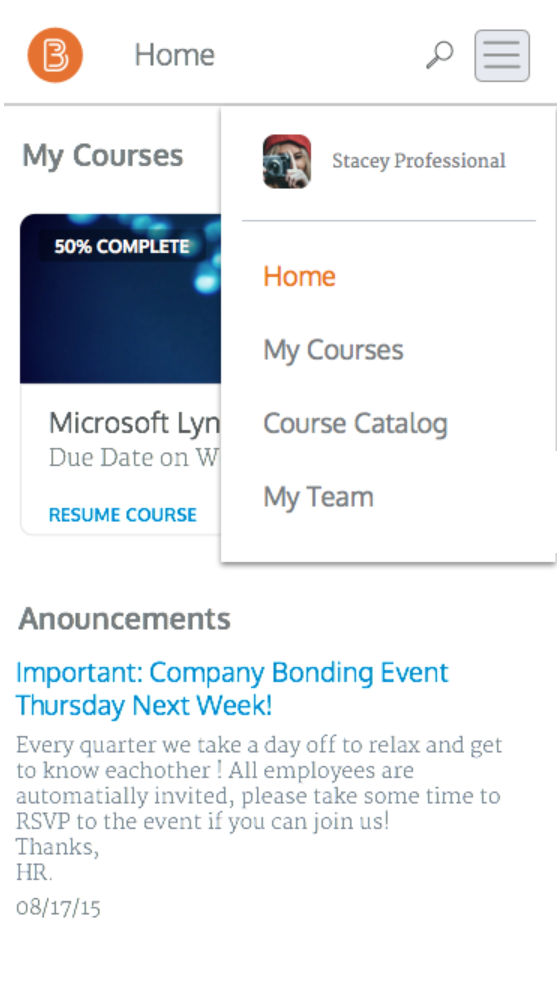 B
Home
My Courses
Stacey Professional
50% COMPLETE
Home
My Courses
Course Catalog
My Team
Microsoft Lyn
Due Date on W
RESUME COURSE
Anouncements
Important: Company Bonding Event
Thursday Next Week!
Every quarter we take a day off to relax and get
to know eachother ! All employees are
automatially invited, please take some time to
RSVP to the event if you can join us!
Thanks,
HR.
08/17/15